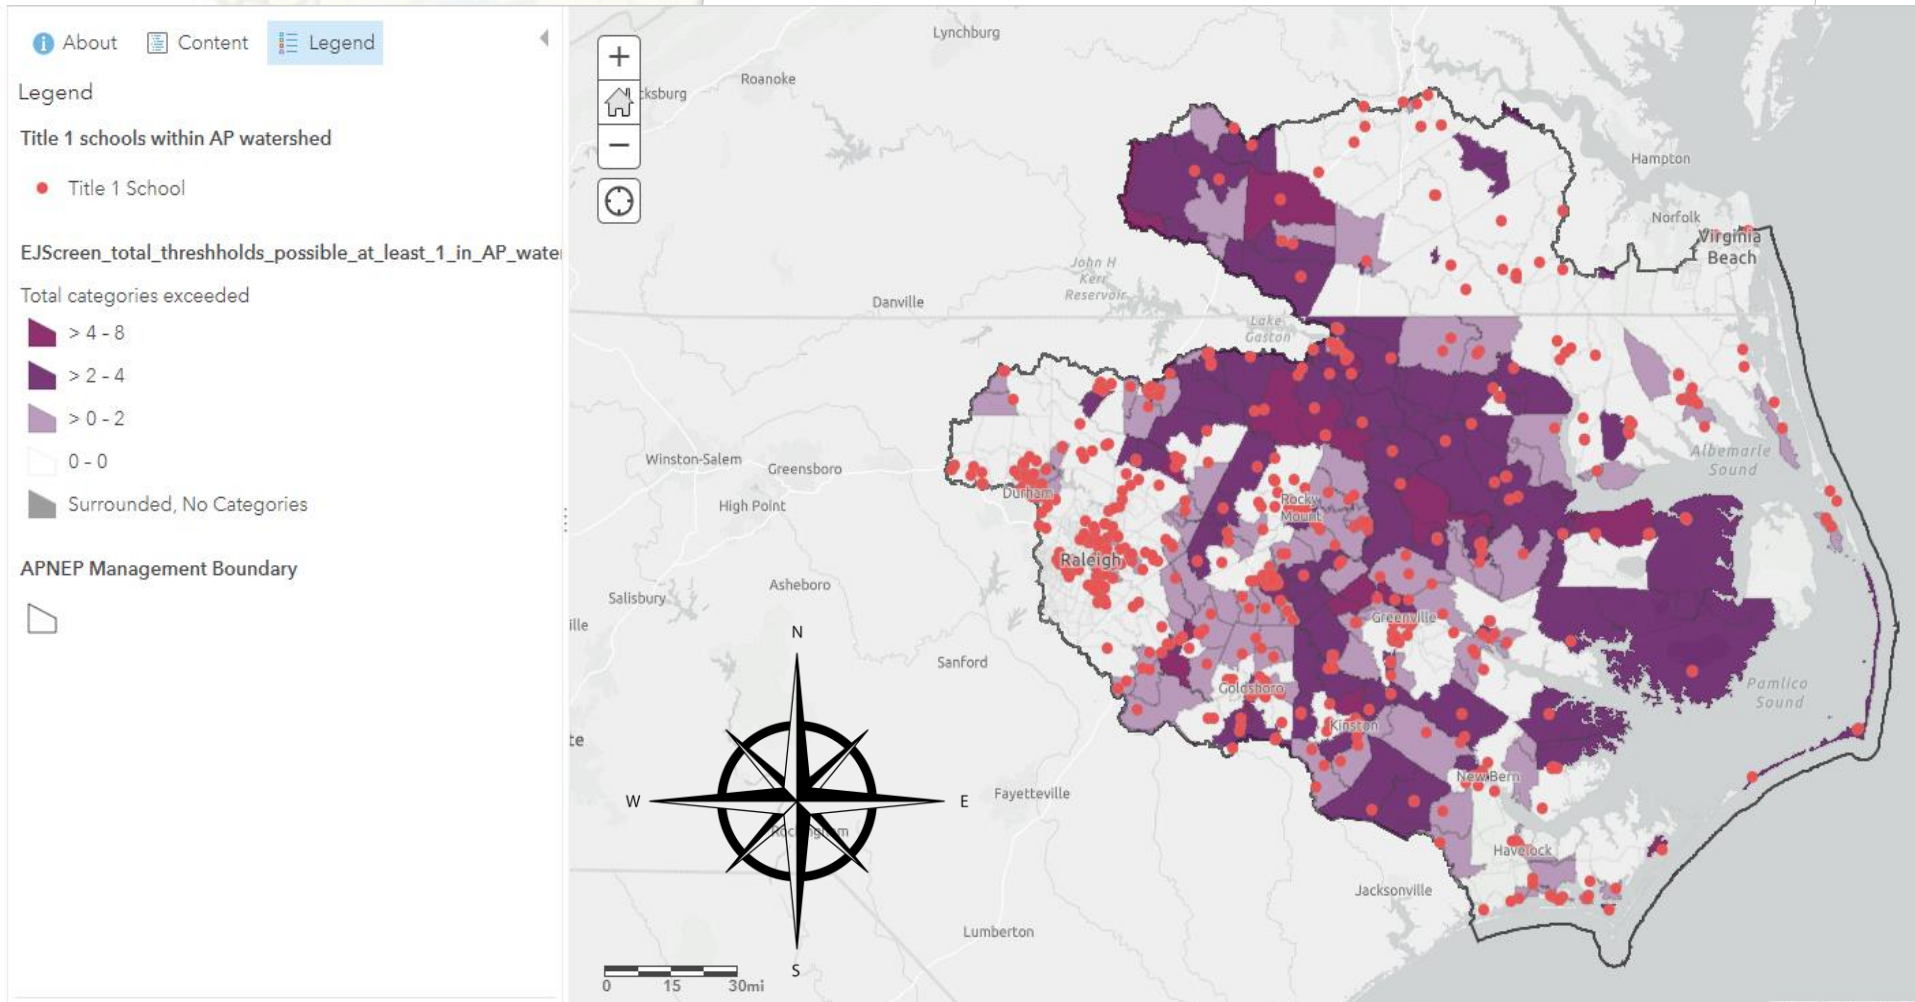 About Content Legend
Legend
Title 1 schools within AP watershed
Title 1 School
EJScreen_total_threshholds_possible_at_least_1_in_AP_wate
Total categories exceeded
> 4 - 8
> 2 - 4
> 0 - 2
0 - 0
Surrounded, No Categories
APNEP Management Boundary
+
−
Lynchburg
Roanoke
cksburg
Hampton
Norfolk
Virginia
Beach
John H
Kerr
Reservoir
Danville
Lake
Gaston
Winston-Salem
Greensboro
High Point
Durham
Rocky
Mount
Albemarle
Sound
Raleigh
Asheboro
Salisbury
ille
Greenville
Sanford
Goldsboro
Pamlico
Sound
Kinston
te
New Bern
Fayetteville
Havelock
Jacksonville
Lumberton
N
W
E
S
0 15 30mi